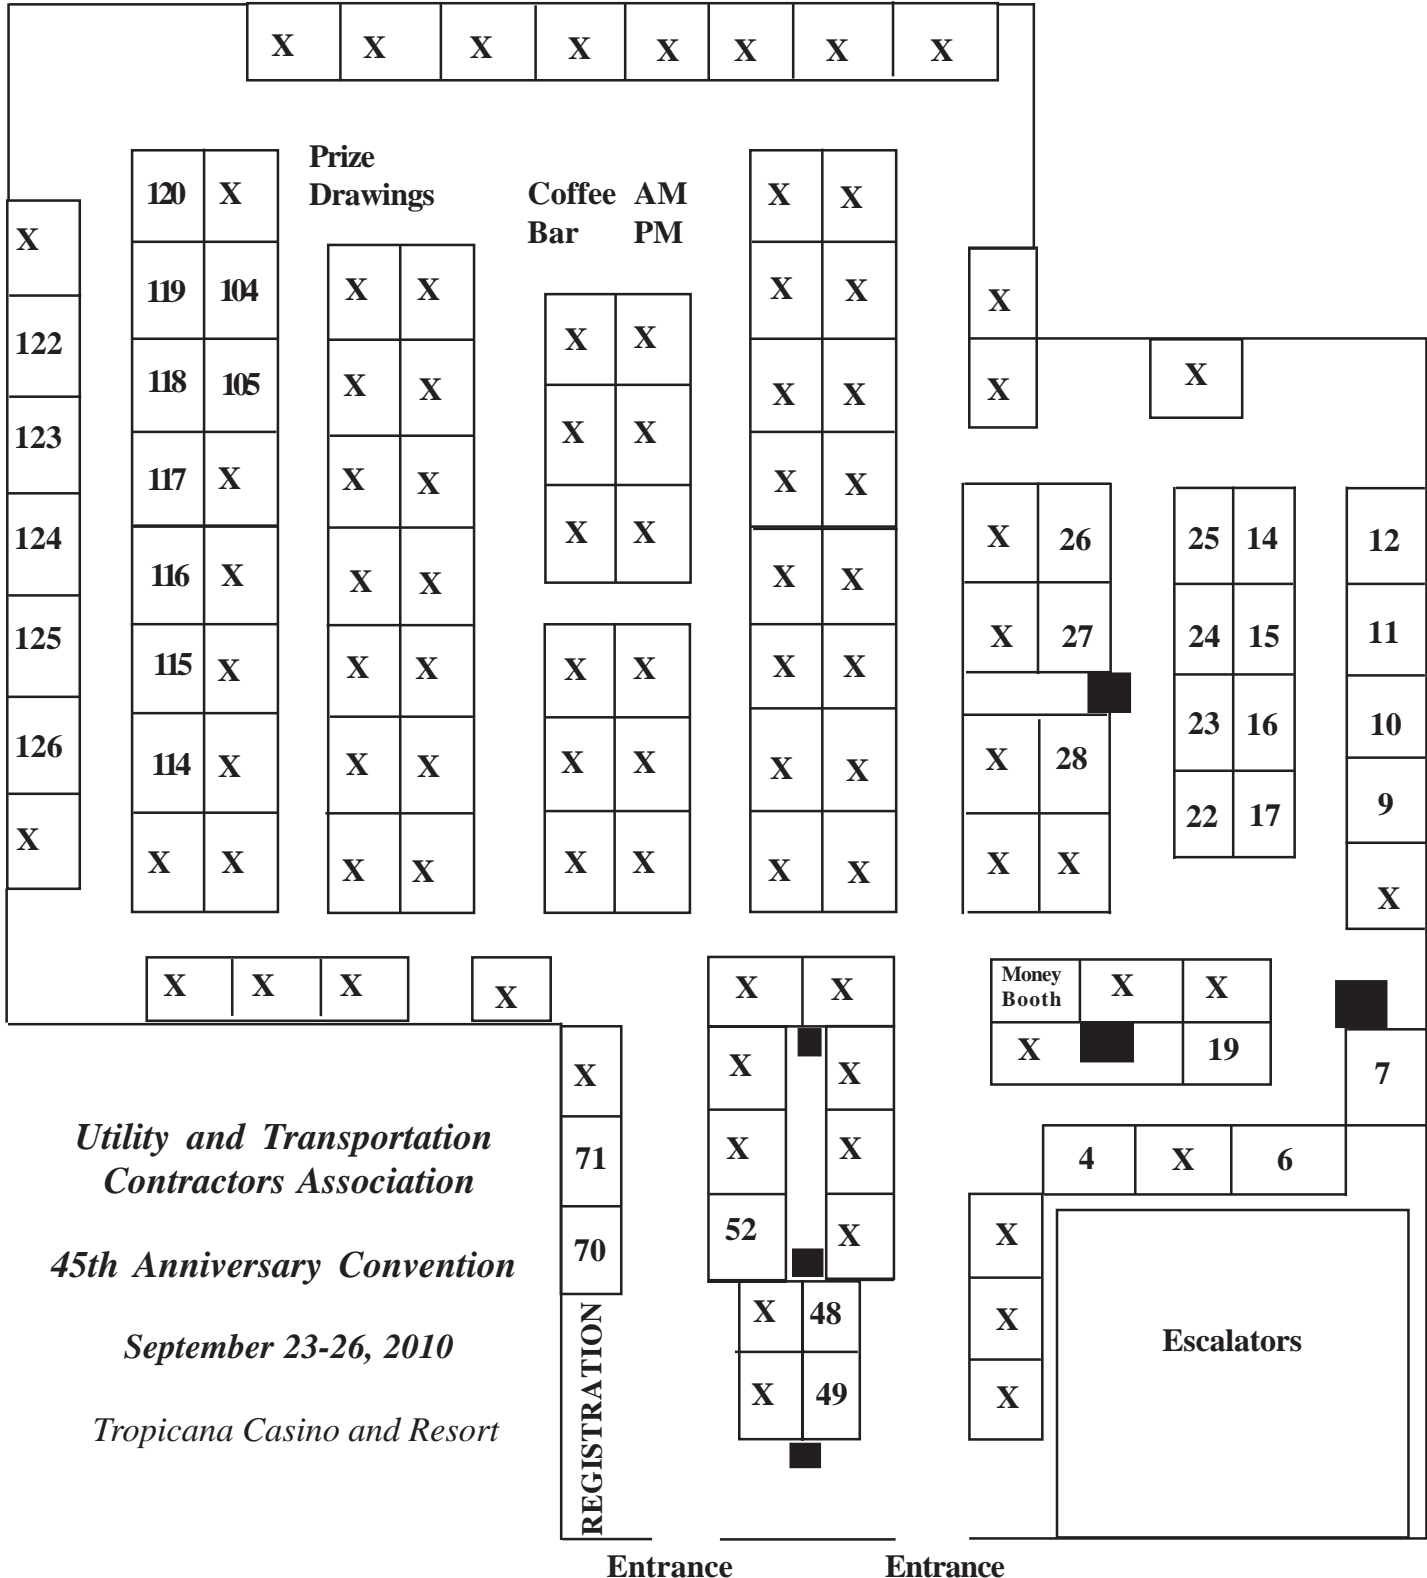 X X X X X X X X
Prize
Drawings
Coffee AM
Bar PM
120 X
X X
X
119 104
X X
X X
X
122
X X
118 105
X X
X X
X
X
123
X X
117 X
X X
X X
124
X X
X 26
25 14
12
116 X
X X
X X
125
X 27
24 15
11
115 X
X X
X X
X X
126
X 28
23 16
10
114 X
X X
X X
X X
X
X X
22 17
9
X X
X X
X X
X X
X
X X X
X
X X
Money
Booth
X X
X
X
X
X
X 19
7
71
X
X
4 X 6
70
52
X
X
X 48
X
X 49
X
Utility and Transportation
Contractors Association
45th Anniversary Convention
September 23-26, 2010
Tropicana Casino and Resort
REGISTRATION
Escalators
Entrance Entrance